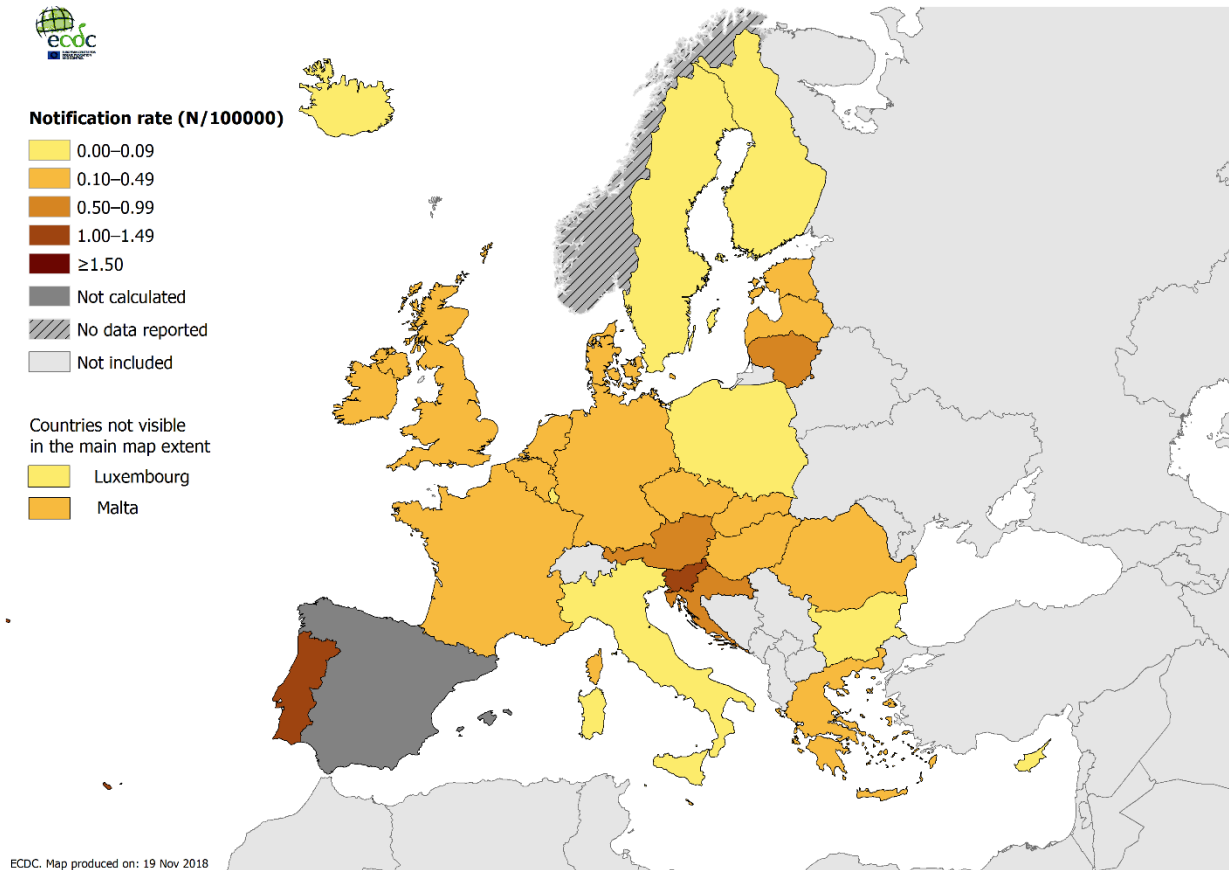 ecdc
Notification rate (N/100000)
0.00–0.09
0.10–0.49
0.50–0.99
1.00–1.49
≥1.50
Not calculated
No data reported
Not included
Countries not visible
in the main map extent
Luxembourg
Malta
ECDC. Map produced on: 19 Nov 2018